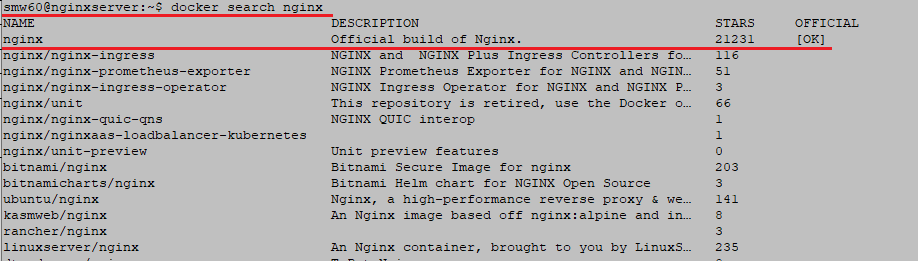 smw60@nginxserver:~$ docker search nginx
NAME DESCRIPTION STARS OFFICIAL
nginx Official build of Nginx. 21231 [OK]
nginx/nginx-ingress NGINX and  NGINX Plus Ingress Controllers fo… 116
nginx/nginx-prometheus-exporter NGINX Prometheus Exporter for NGINX and NGIN… 51
nginx/nginx-ingress-operator NGINX Ingress Operator for NGINX and NGINX P… 3
nginx/unit This repository is retired, use the Docker o… 66
nginx/nginx-quic-qns NGINX QUIC interop 1
nginx/nginxaas-loadbalancer-kubernetes 1
nginx/unit-preview Unit preview features 0
bitnami/nginx Bitnami Secure Image for nginx 203
bitnamicharts/nginx Bitnami Helm chart for NGINX Open Source 3
ubuntu/nginx Nginx, a high-performance reverse proxy & we… 141
kasmweb/nginx An Nginx image based off nginx:alpine and in… 8
rancher/nginx 3
linuxserver/nginx An Nginx container, brought to you by LinuxS… 235